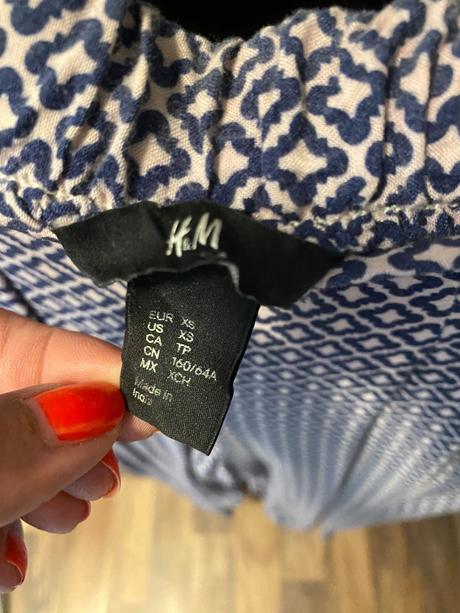 H&M
EUR XS
US XS
CA TP
CN 160/64A
MX XCH
Made in
India